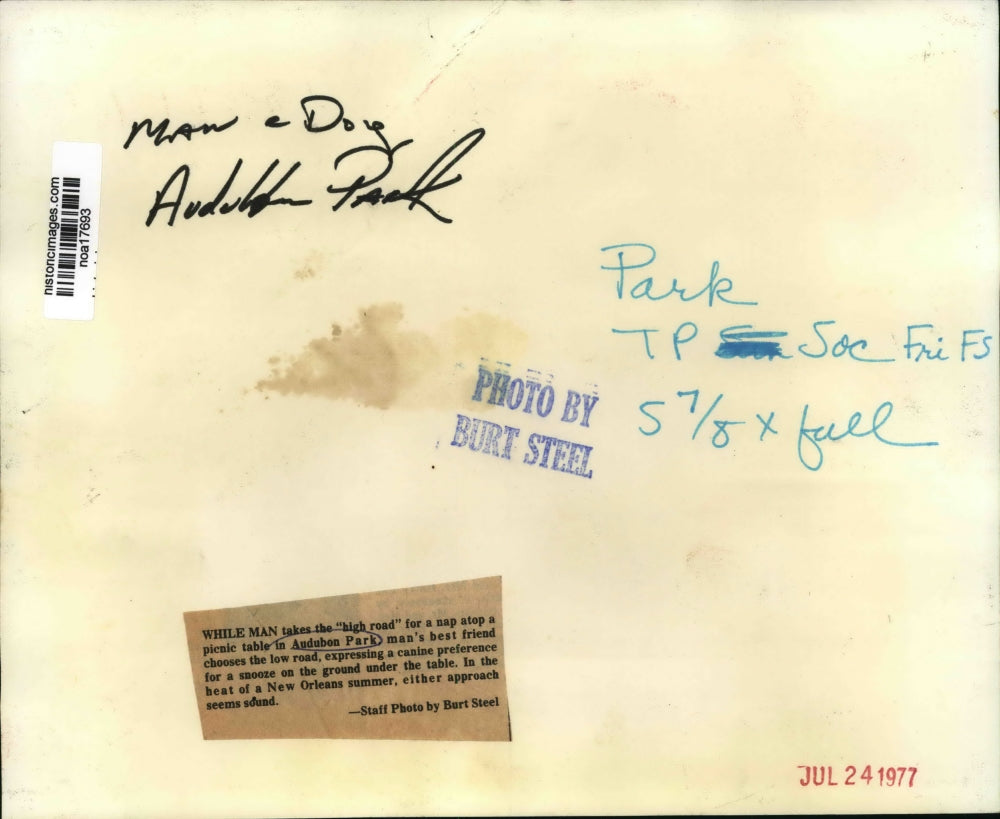 Man & Dog
Audubon Park
historicimages.com
noa17693
Park
TP Soc Fri FS
5 7/8 x full
PHOTO BY
BURT STEEL
WHILE MAN takes the "high road" for a nap atop a
picnic table in Audubon Park, man's best friend
chooses the low road, expressing a canine preference
for a snooze on the ground under the table. In the
heat of a New Orleans summer, either approach
seems sound.
—Staff Photo by Burt Steel
JUL 24 1977